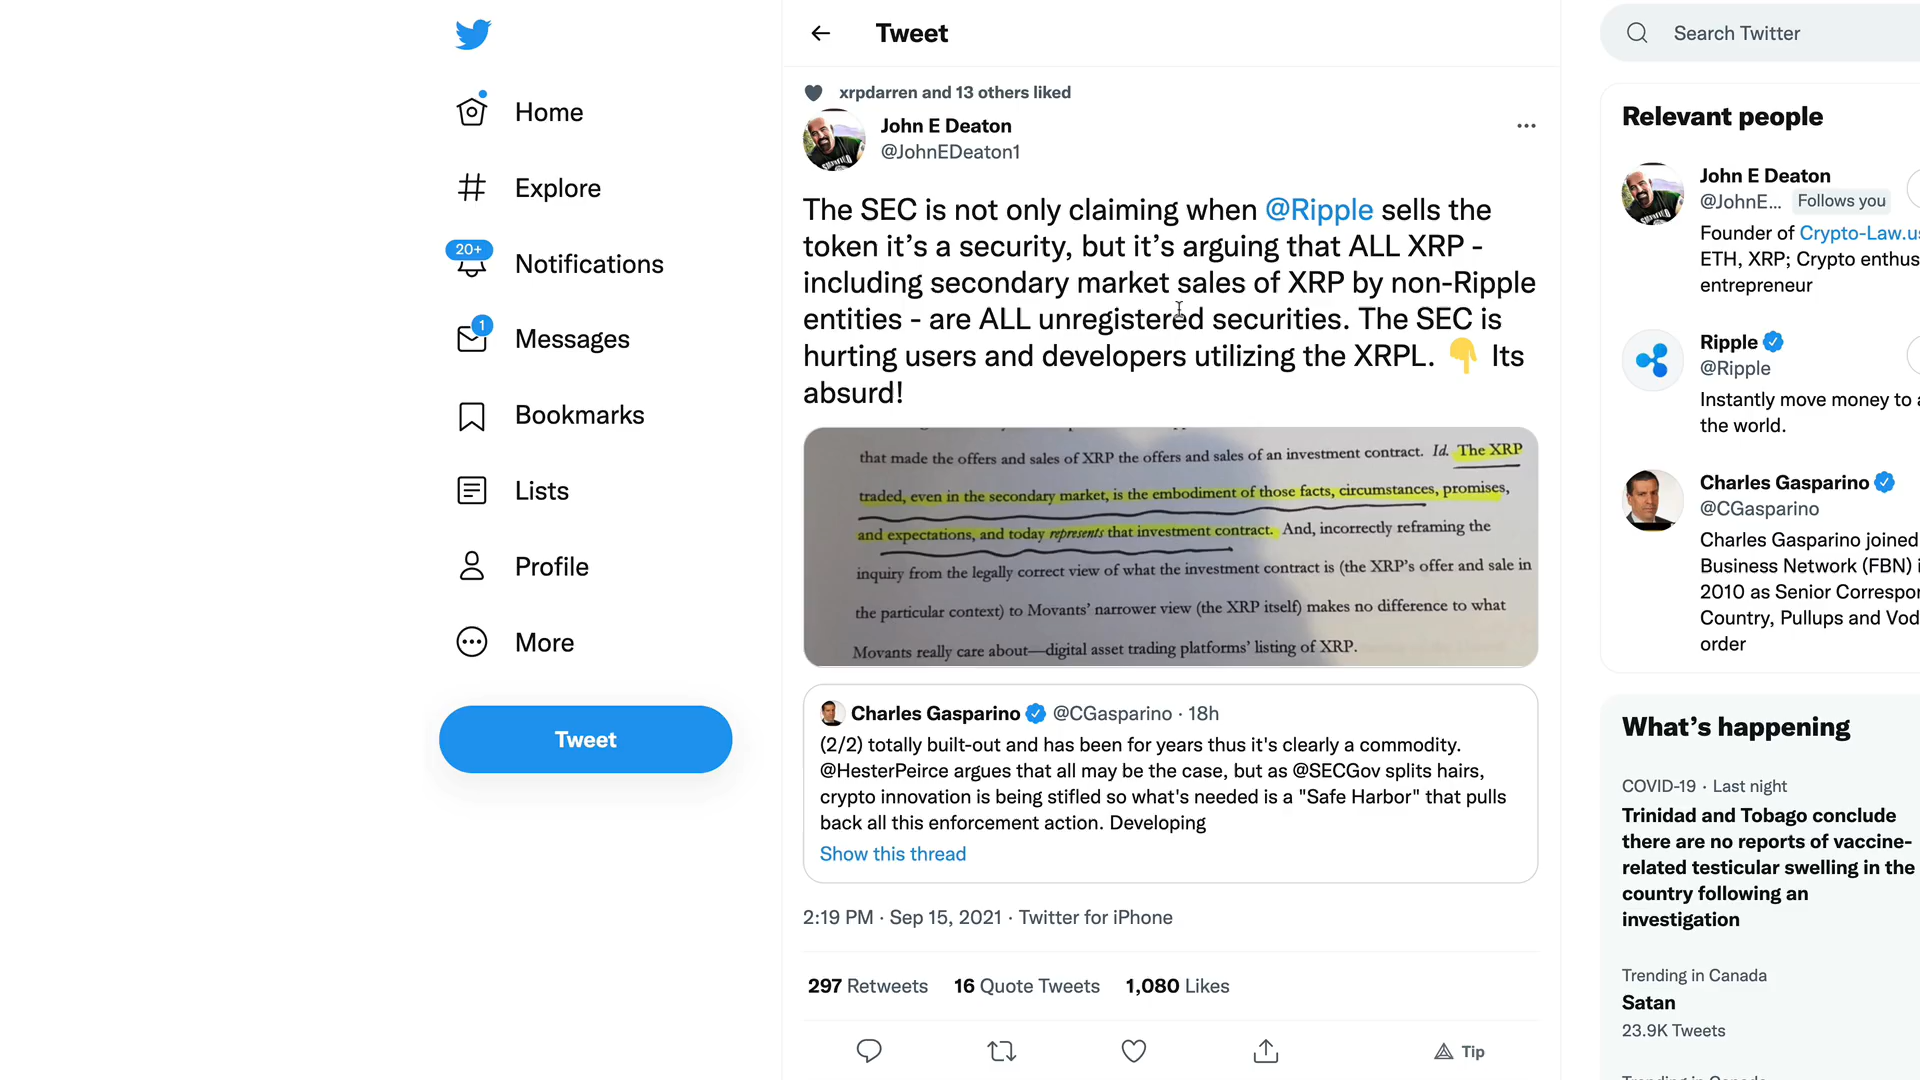 Home
Explore
20+
Notifications
1
Messages
Bookmarks
Lists
Profile
More
Tweet
Tweet
xrpdarren and 13 others liked
John E Deaton
@JohnEDeaton1
The SEC is not only claiming when @Ripple sells the
token it’s a security, but it’s arguing that ALL XRP -
including secondary market sales of XRP by non-Ripple
entities - are ALL unregistered securities. The SEC is
hurting users and developers utilizing the XRPL. 👇 Its
absurd!
that made the offers and sales of XRP the offers and sales of an investment contract. Id. The XRP
traded, even in the secondary market, is the embodiment of those facts, circumstances, promises,
and expectations, and today represents that investment contract. And, incorrectly reframing the
inquiry from the legally correct view of what the investment contract is (the XRP's offer and sale in
the particular context) to Movants' narrower view (the XRP itself) makes no difference to what
Movants really care about—digital asset trading platforms' listing of XRP.
Charles Gasparino @CGasparino · 18h
(2/2) totally built-out and has been for years thus it's clearly a commodity.
@HesterPeirce argues that all may be the case, but as @SECGov splits hairs,
crypto innovation is being stifled so what's needed is a "Safe Harbor" that pulls
back all this enforcement action. Developing
Show this thread
2:19 PM · Sep 15, 2021 · Twitter for iPhone
297 Retweets 16 Quote Tweets 1,080 Likes
Tip
Search Twitter
Relevant people
John E Deaton
@JohnE... Follows you
Founder of Crypto-Law.us
ETH, XRP; Crypto enthus
entrepreneur
Ripple
@Ripple
Instantly move money to a
the world.
Charles Gasparino
@CGasparino
Charles Gasparino joined
Business Network (FBN) i
2010 as Senior Correspor
Country, Pullups and Vod
order
What’s happening
COVID-19 · Last night
Trinidad and Tobago conclude
there are no reports of vaccine-
related testicular swelling in the
country following an
investigation
Trending in Canada
Satan
23.9K Tweets